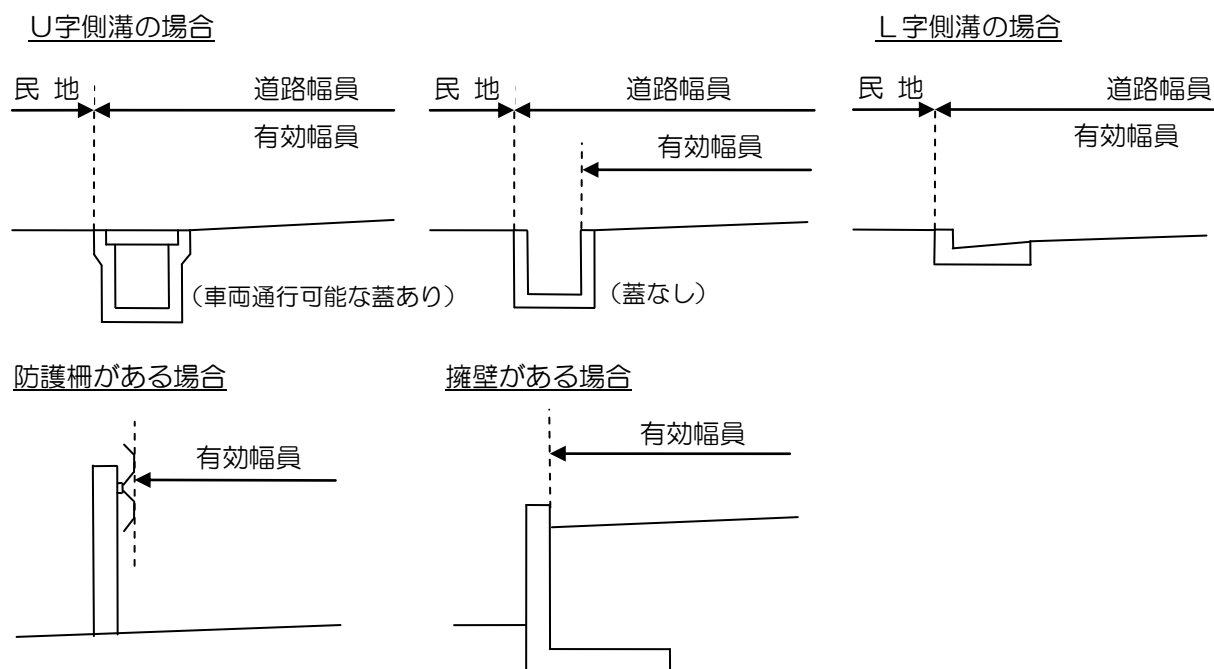 U字側溝の場合
L字側溝の場合
民 地
道路幅員
有効幅員
(車両通行可能な蓋あり)
民 地
道路幅員
有効幅員
(蓋なし)
民 地
道路幅員
有効幅員
防護柵がある場合
擁壁がある場合
有効幅員
有効幅員